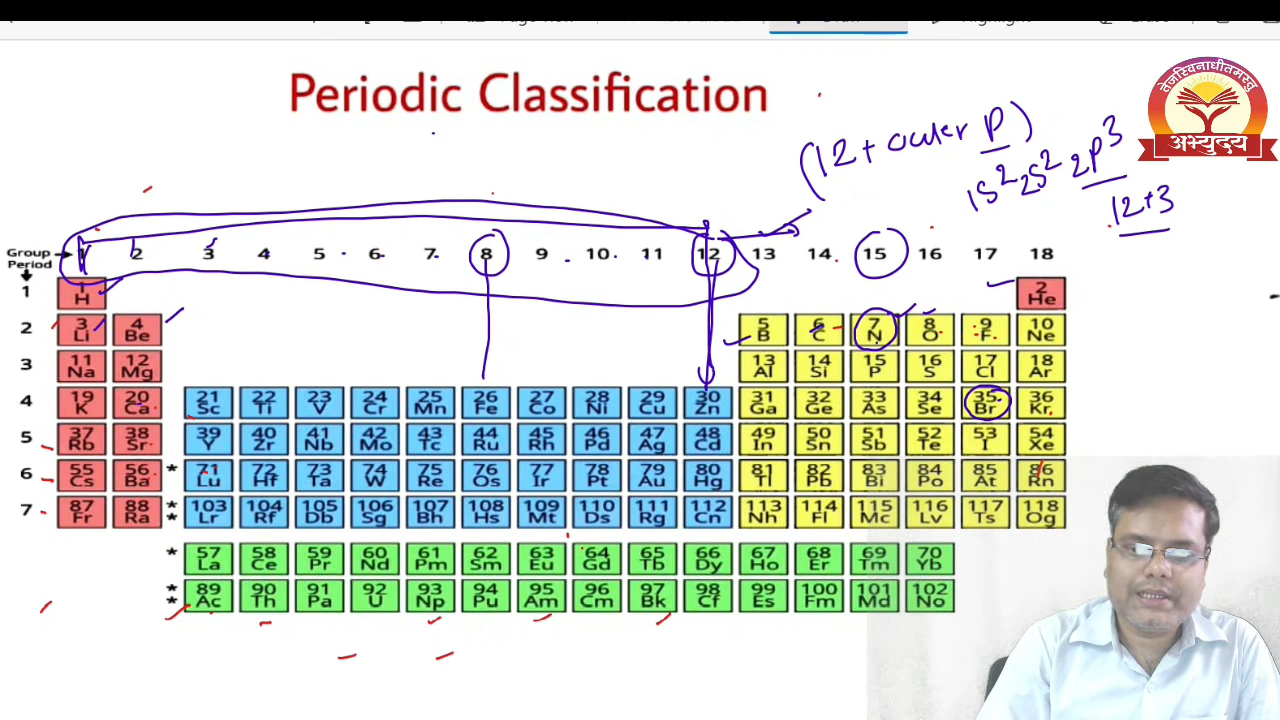 Periodic Classification
तेजस्विनाधीतमस्तु
अभ्युदय
(12 + outer p)
1s² 2s² 2p³
12+3
Group 1 2 3 4 5 6 7 8 9 10 11 12 13 14 15 16 17 18
Period
1 1 H 2 He
2 3 Li 4 Be 5 B 6 C 7 N 8 O 9 F 10 Ne
3 11 Na 12 Mg 13 Al 14 Si 15 P 16 S 17 Cl 18 Ar
4 19 K 20 Ca 21 Sc 22 Ti 23 V 24 Cr 25 Mn 26 Fe 27 Co 28 Ni 29 Cu 30 Zn 31 Ga 32 Ge 33 As 34 Se 35 Br 36 Kr
5 37 Rb 38 Sr 39 Y 40 Zr 41 Nb 42 Mo 43 Tc 44 Ru 45 Rh 46 Pd 47 Ag 48 Cd 49 In 50 Sn 51 Sb 52 Te 53 I 54 Xe
6 55 Cs 56 Ba * 71 Lu 72 Hf 73 Ta 74 W 75 Re 76 Os 77 Ir 78 Pt 79 Au 80 Hg 81 Tl 82 Pb 83 Bi 84 Po 85 At 86 Rn
7 87 Fr 88 Ra ** 103 Lr 104 Rf 105 Db 106 Sg 107 Bh 108 Hs 109 Mt 110 Ds 111 Rg 112 Cn 113 Nh 114 Fl 115 Mc 116 Lv 117 Ts 118 Og
* 57 La 58 Ce 59 Pr 60 Nd 61 Pm 62 Sm 63 Eu 64 Gd 65 Tb 66 Dy 67 Ho 68 Er 69 Tm 70 Yb
** 89 Ac 90 Th 91 Pa 92 U 93 Np 94 Pu 95 Am 96 Cm 97 Bk 98 Cf 99 Es 100 Fm 101 Md 102 No